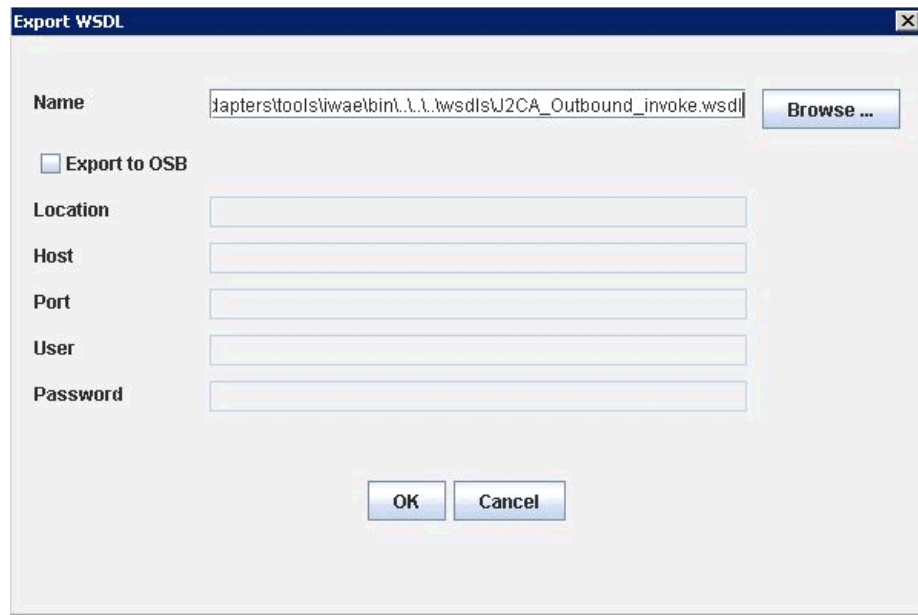 Export WSDL
Name
dapters\tools\iwae\bin\..\..\..\wsdls\J2CA_Outbound_invoke.wsdl
Browse ...
Export to OSB
Location
Host
Port
User
Password
OK
Cancel